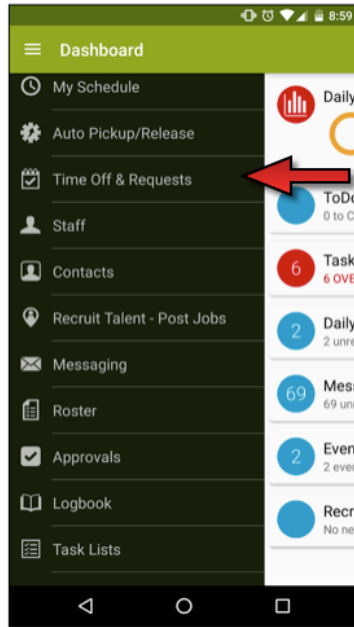 8:59
Dashboard
My Schedule
Auto Pickup/Release
Time Off & Requests
Staff
Contacts
Recruit Talent - Post Jobs
Messaging
Roster
Approvals
Logbook
Task Lists
Daily
ToDo
0 to C
6
Task
6 OVE
2
Daily
2 unre
69
Mess
69 unr
2
Even
2 even
Recr
No ne